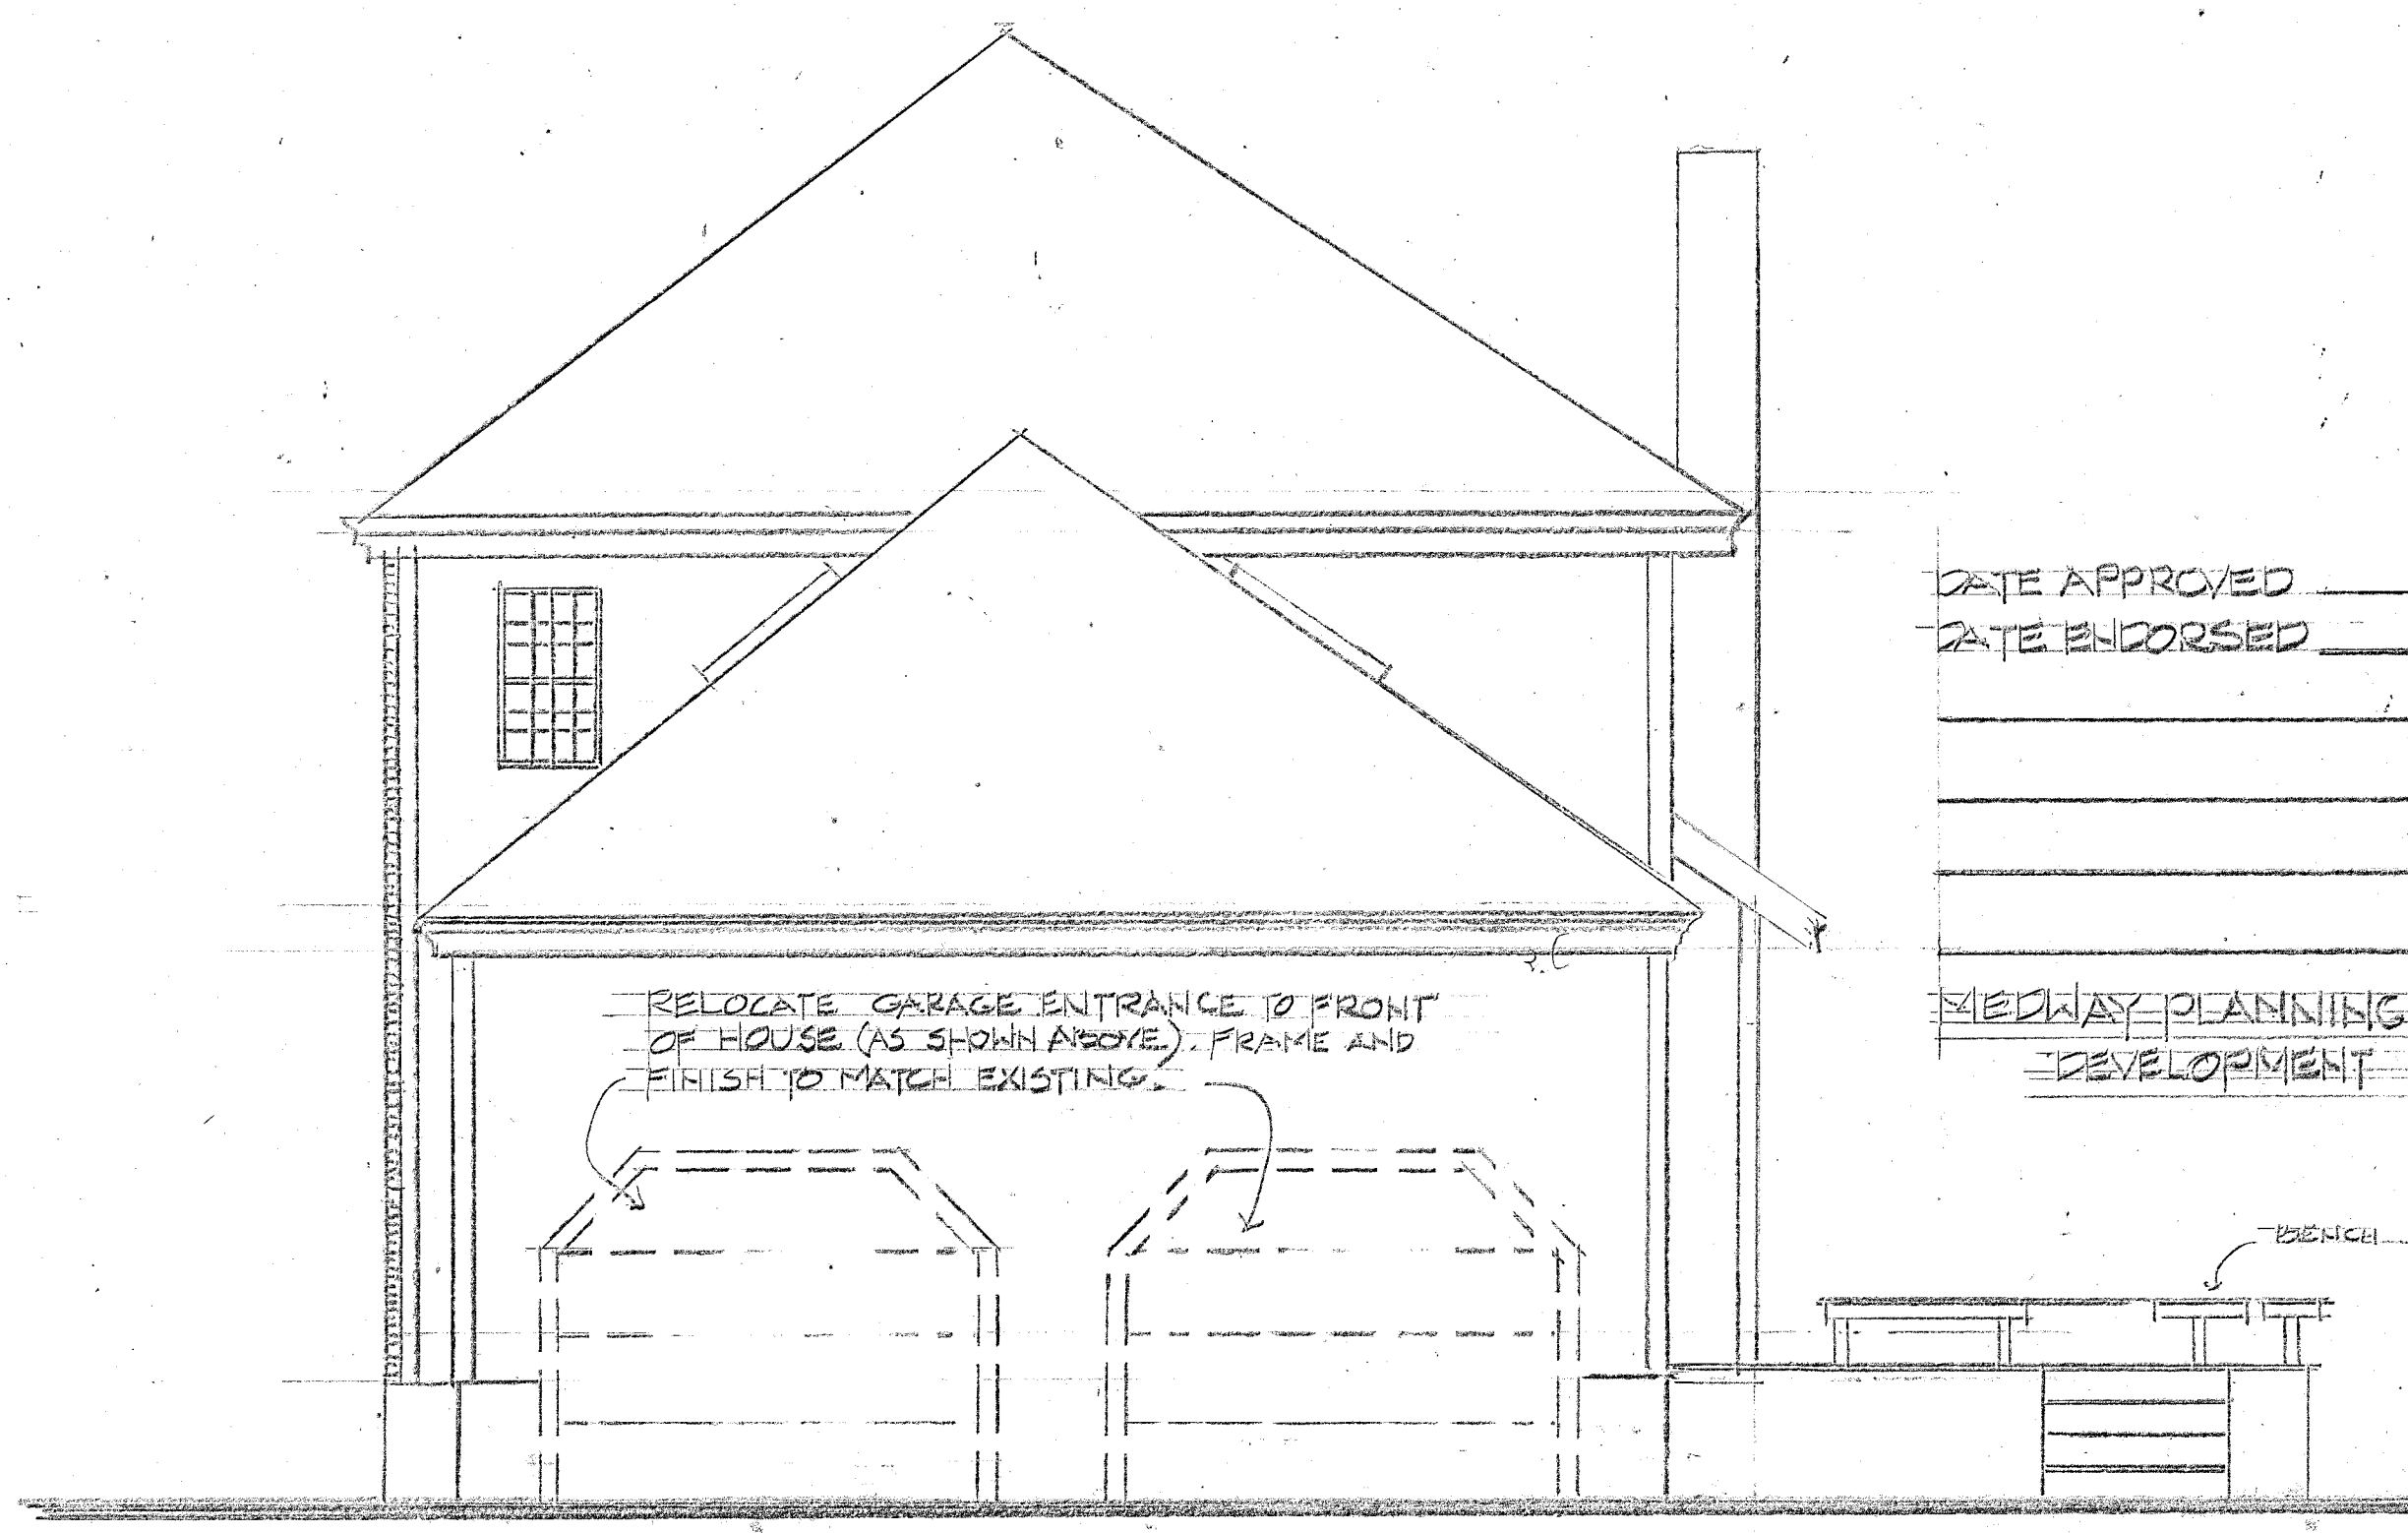 DATE APPROVED
DATE ENDORSED
MEDWAY PLANNING
DEVELOPMENT
RELOCATE GARAGE ENTRANCE TO FRONT
OF HOUSE (AS SHOWN ABOVE). FRAME AND
FINISH TO MATCH EXISTING.
BENCH